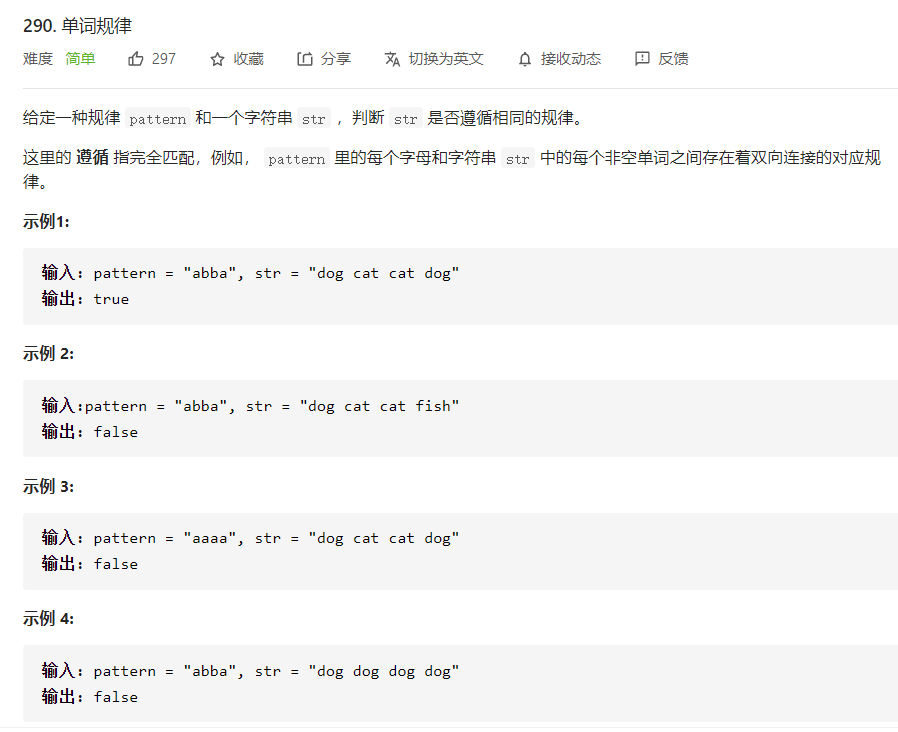 290. 单词规律
难度 简单 297 收藏 分享 切换为英文 接收动态 反馈
给定一种规律 pattern 和一个字符串 str ，判断 str 是否遵循相同的规律。
这里的 遵循 指完全匹配，例如， pattern 里的每个字母和字符串 str 中的每个非空单词之间存在着双向连接的对应规
律。
示例1:
输入: pattern = "abba", str = "dog cat cat dog"
输出: true
示例 2:
输入:pattern = "abba", str = "dog cat cat fish"
输出: false
示例 3:
输入: pattern = "aaaa", str = "dog cat cat dog"
输出: false
示例 4:
输入: pattern = "abba", str = "dog dog dog dog"
输出: false